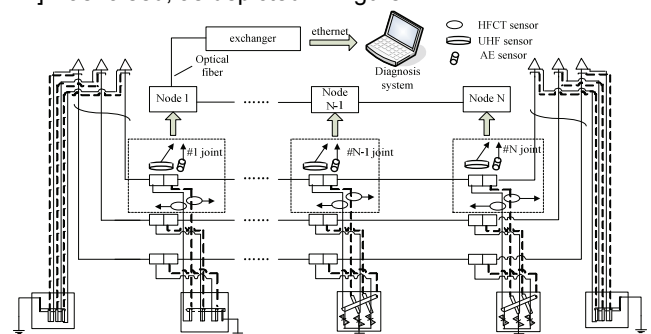 exchanger
ethernet
HFCT sensor
UHF sensor
AE sensor
Optical
fiber
Diagnosis
system
Node 1
Node
N-1
Node N
#1 joint
#N-1 joint
#N joint